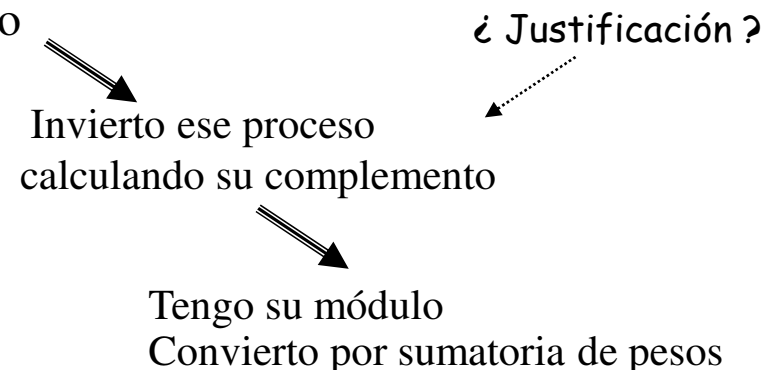 o
¿ Justificación ?
Invierto ese proceso
calculando su complemento
Tengo su módulo
Convierto por sumatoria de pesos